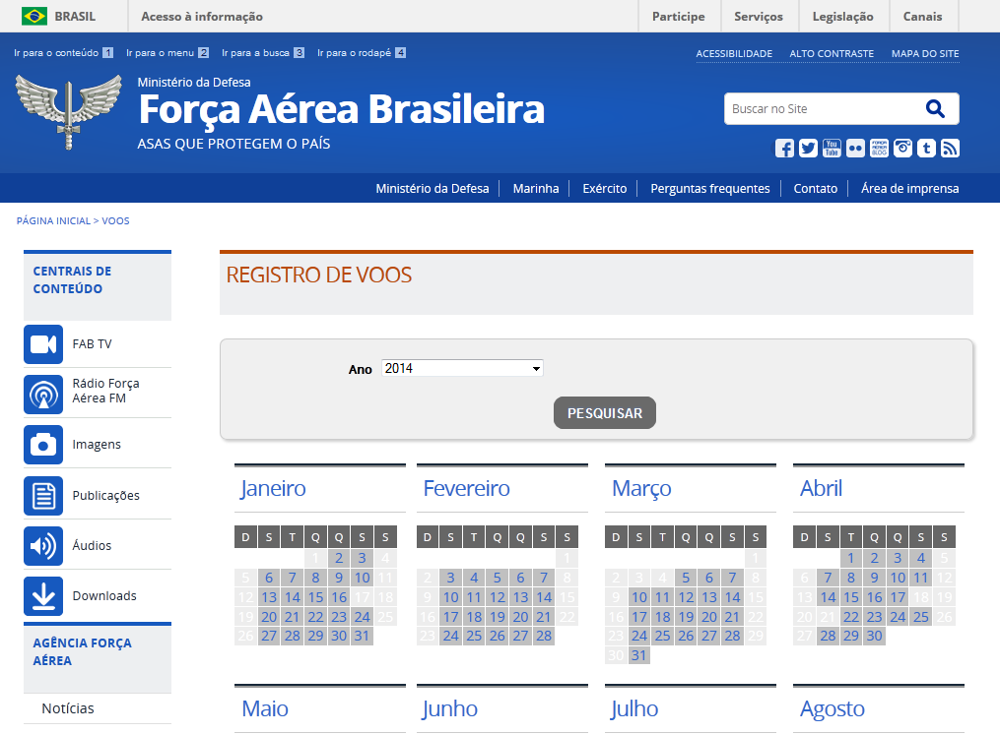 BRASIL
Acesso à informação
Participe Serviços Legislação Canais
Ir para o conteúdo 1 Ir para o menu 2 Ir para a busca 3 Ir para o rodapé 4
ACESSIBILIDADE ALTO CONTRASTE MAPA DO SITE
Ministério da Defesa
Força Aérea Brasileira
ASAS QUE PROTEGEM O PAÍS
Buscar no Site
You Tube FORÇA AÉREA BLOG
Ministério da Defesa Marinha Exército Perguntas frequentes Contato Área de imprensa
PÁGINA INICIAL > VOOS
CENTRAIS DE
CONTEÚDO
FAB TV
Rádio Força
Aérea FM
Imagens
Publicações
Áudios
Downloads
AGÊNCIA FORÇA
AÉREA
Notícias
REGISTRO DE VOOS
Ano 2014
PESQUISAR
Janeiro
D S T Q Q S S
1 2 3 4
5 6 7 8 9 10 11
12 13 14 15 16 17 18
19 20 21 22 23 24 25
26 27 28 29 30 31
Fevereiro
D S T Q Q S S
1
2 3 4 5 6 7 8
9 10 11 12 13 14 15
16 17 18 19 20 21 22
23 24 25 26 27 28
Março
D S T Q Q S S
1
2 3 4 5 6 7 8
9 10 11 12 13 14 15
16 17 18 19 20 21 22
23 24 25 26 27 28 29
30 31
Abril
D S T Q Q S S
1 2 3 4 5
6 7 8 9 10 11 12
13 14 15 16 17 18 19
20 21 22 23 24 25 26
27 28 29 30
Maio
Junho
Julho
Agosto